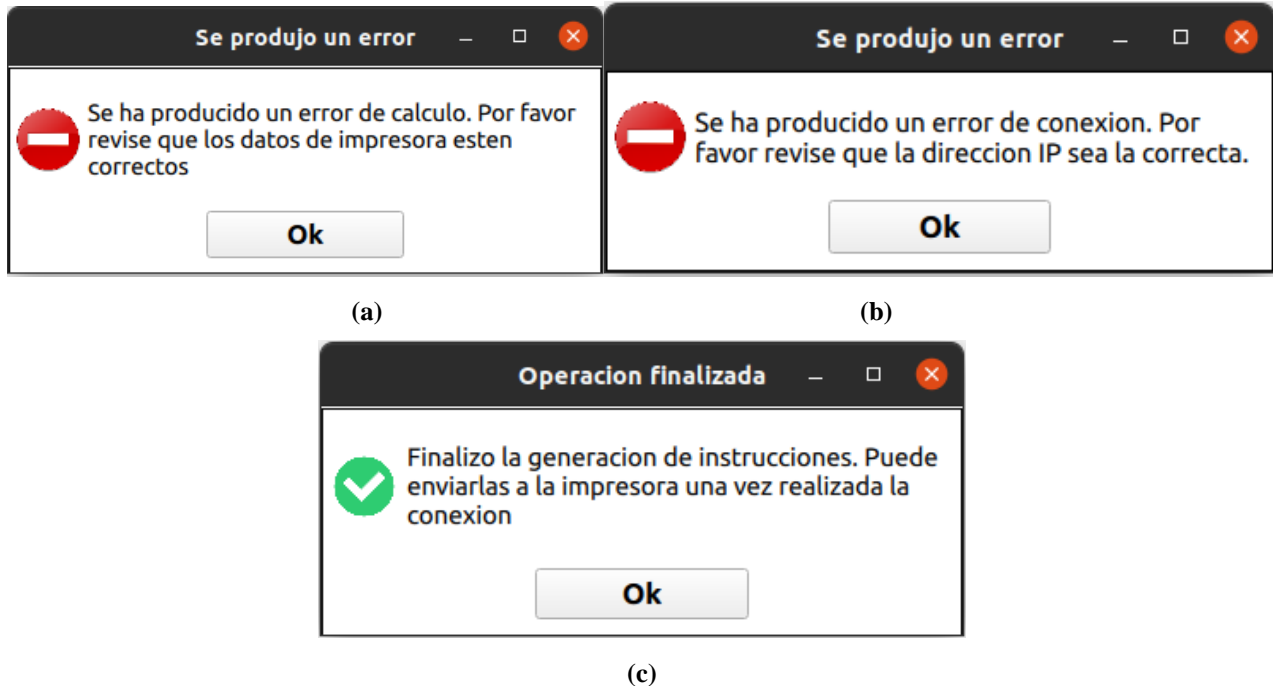 Se produjo un error
Se ha producido un error de calculo. Por favor
revise que los datos de impresora esten
correctos
Ok
(a)
Se produjo un error
Se ha producido un error de conexion. Por
favor revise que la direccion IP sea la correcta.
Ok
(b)
Operacion finalizada
Finalizo la generacion de instrucciones. Puede
enviarlas a la impresora una vez realizada la
conexion
Ok
(c)